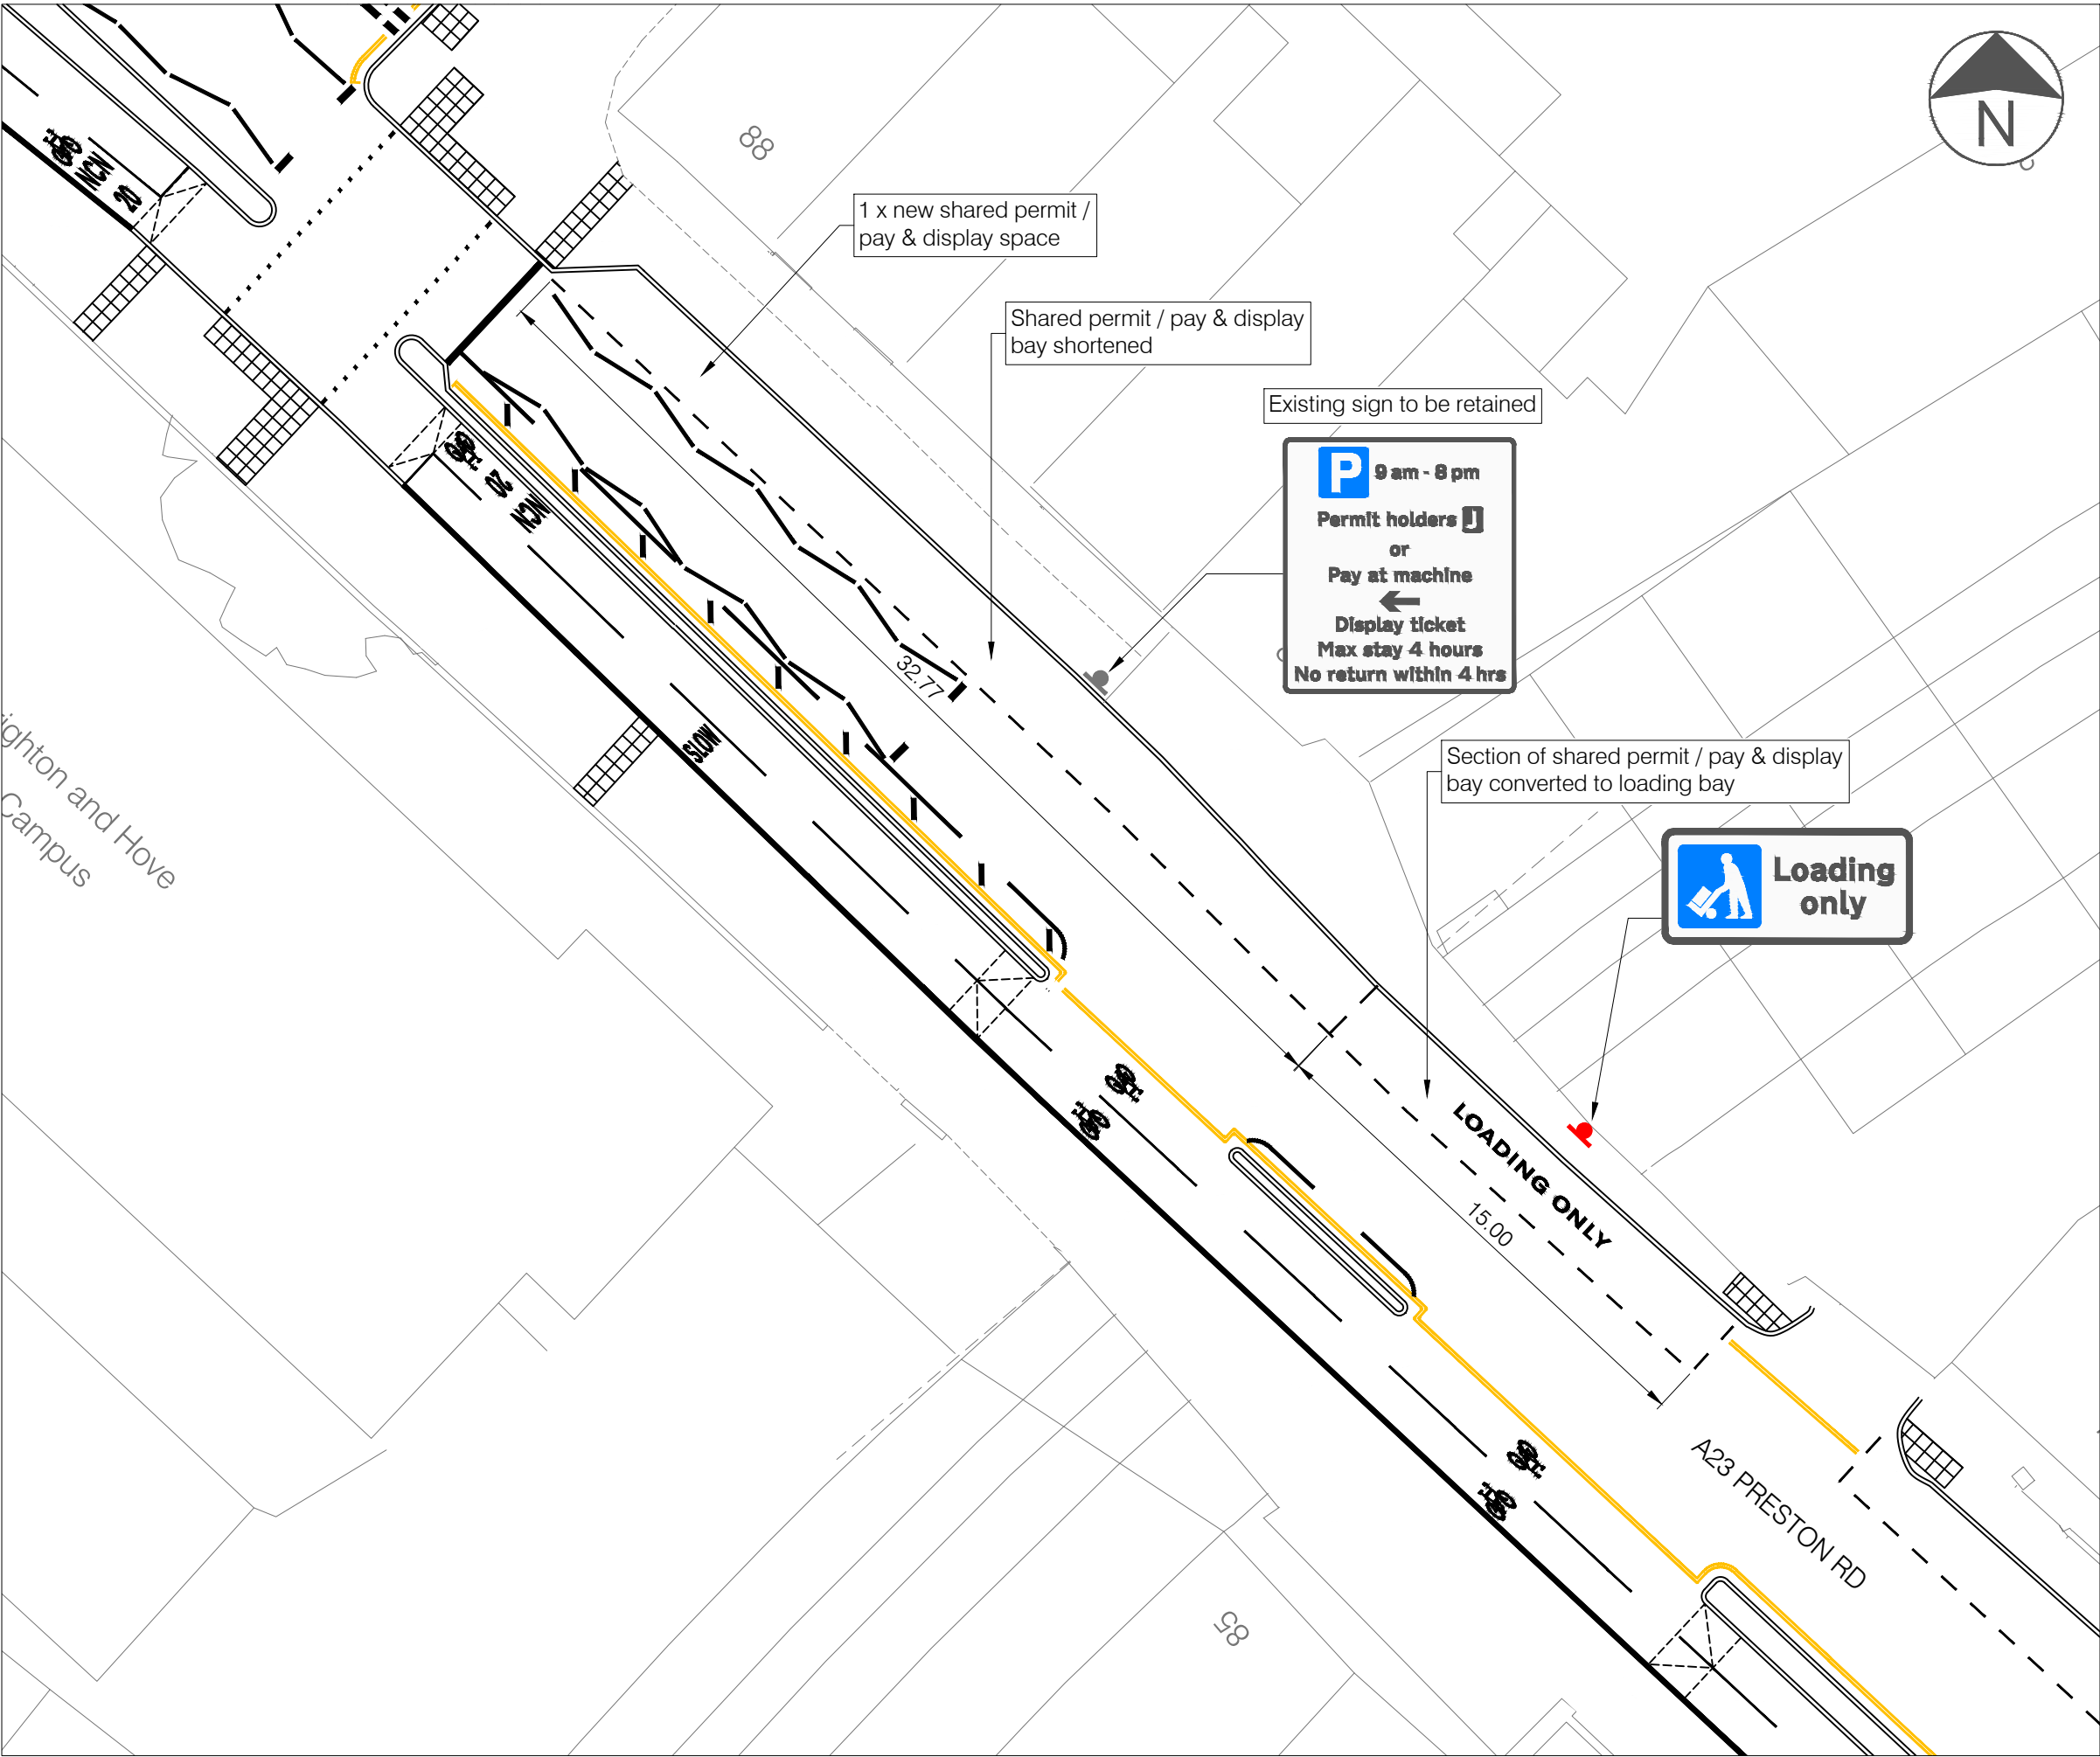 NCN
20
88
N
1 x new shared permit /
pay & display space
Shared permit / pay & display
bay shortened
Existing sign to be retained
P 9 am - 8 pm
Permit holders J
or
Pay at machine
Display ticket
Max stay 4 hours
No return within 4 hrs
20
NCN
32.77
SLOW
ighton and Hove
Campus
Section of shared permit / pay & display
bay converted to loading bay
Loading
only
LOADING ONLY
15.00
A23 PRESTON RD
85